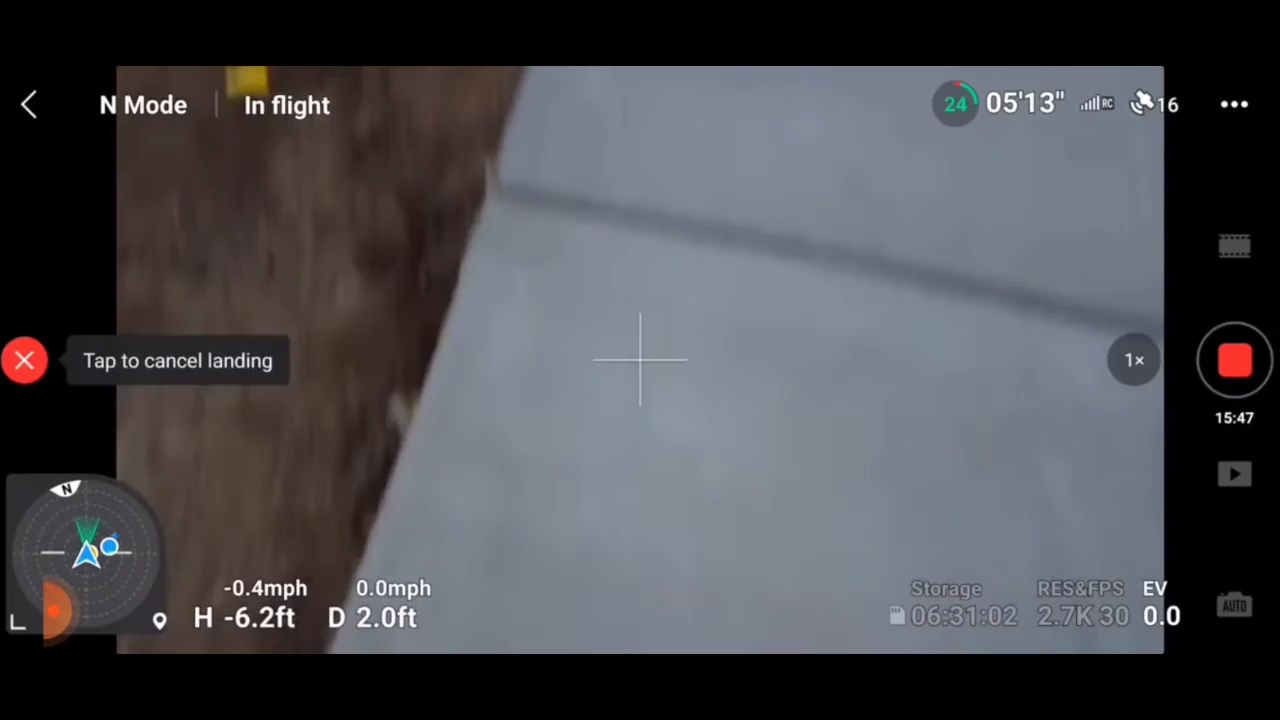 N Mode
In flight
24
05'13"
RC
16
1×
Tap to cancel landing
15:47
N
-0.4mph
0.0mph
H -6.2ft
D 2.0ft
Storage
RES&FPS
EV
06:31:02
2.7K 30
0.0
AUTO